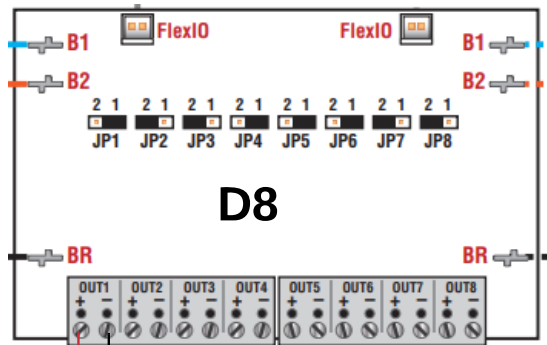 FlexIO FlexIO
B1 B1
B2 B2
2 1 2 1 2 1 2 1 2 1 2 1 2 1 2 1
JP1 JP2 JP3 JP4 JP5 JP6 JP7 JP8
D8
BR BR
OUT1 OUT2 OUT3 OUT4 OUT5 OUT6 OUT7 OUT8
+ − + − + − + − + − + − + − + −